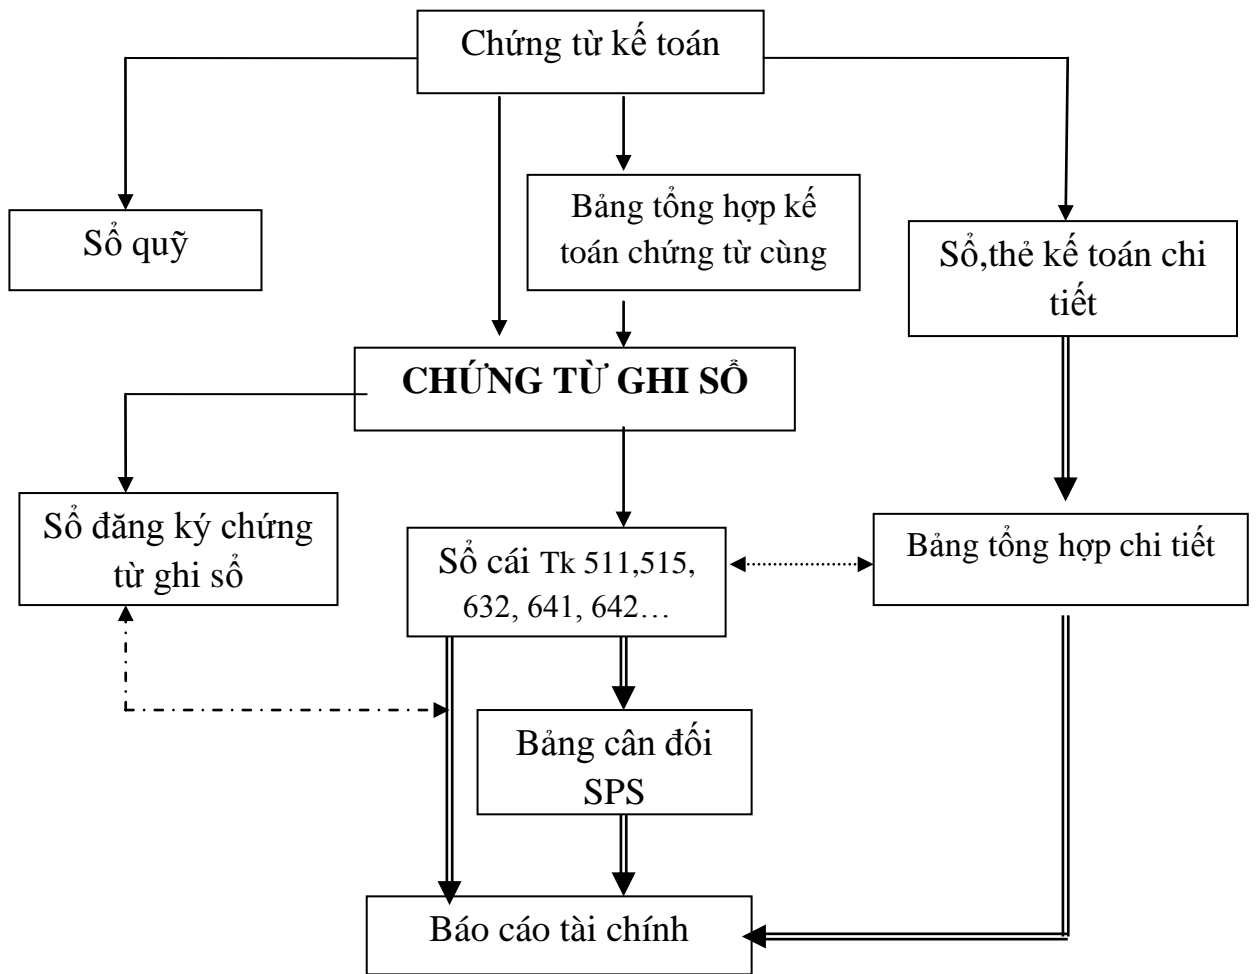 Chứng từ kế toán
Sổ quỹ
Bảng tổng hợp kế
toán chứng từ cùng
Sổ,thẻ kế toán chi
tiết
CHỨNG TỪ GHI SỔ
Sổ đăng ký chứng
từ ghi sổ
Sổ cái Tk 511,515,
632, 641, 642…
Bảng tổng hợp chi tiết
Bảng cân đối
SPS
Báo cáo tài chính